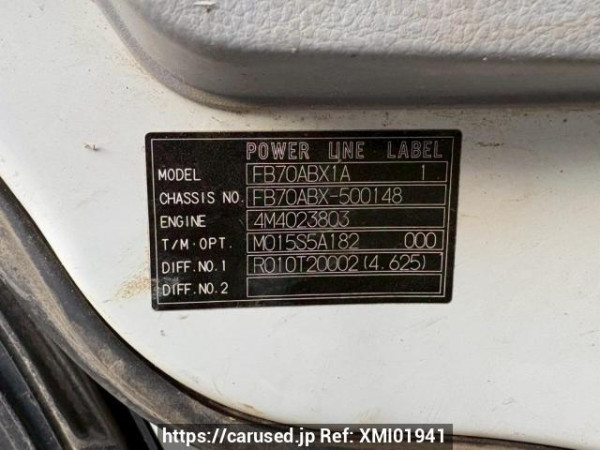 POWER LINE LABEL
MODEL FB70ABX1A 1
CHASSIS NO. FB70ABX-500148
ENGINE 4M4023803
T/M·OPT. M015S5A182 000
DIFF.NO.1 R010T20002(4.625)
DIFF.NO.2
https://carused.jp Ref: XMI01941